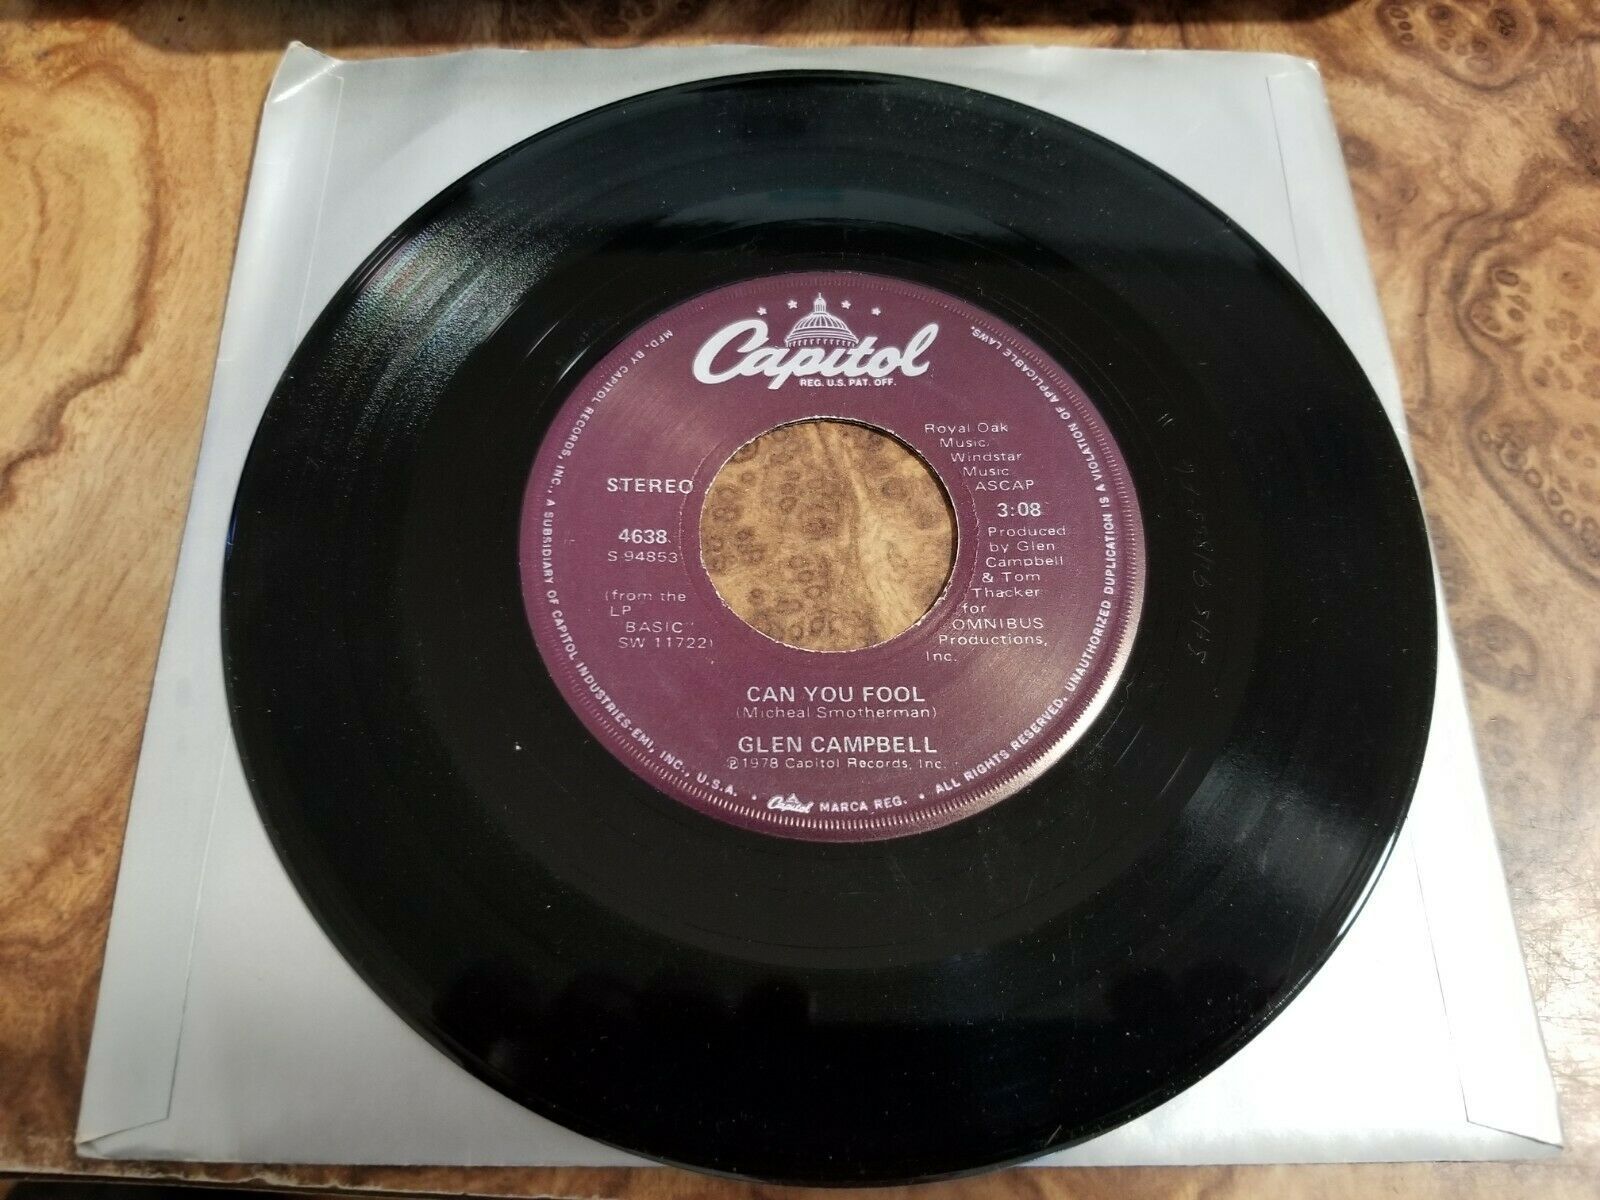 Capitol
REG. U.S. PAT. OFF.
Royal Oak
Music,
Windstar
Music
ASCAP
STEREO
3:08
4638
S-94853
Produced
by Glen
Campbell
& Tom
Thacker
for
OMNIBUS
Productions,
Inc.
(from the
LP
"BASIC"
SW 11722)
CAN YOU FOOL
(Micheal Smotherman)
GLEN CAMPBELL
℗1978 Capitol Records, Inc.
MFD. BY CAPITOL RECORDS, INC., A SUBSIDIARY OF CAPITOL INDUSTRIES-EMI, INC., U.S.A. • Capitol MARCA REG. • ALL RIGHTS RESERVED. UNAUTHORIZED DUPLICATION IS A VIOLATION OF APPLICABLE LAWS.